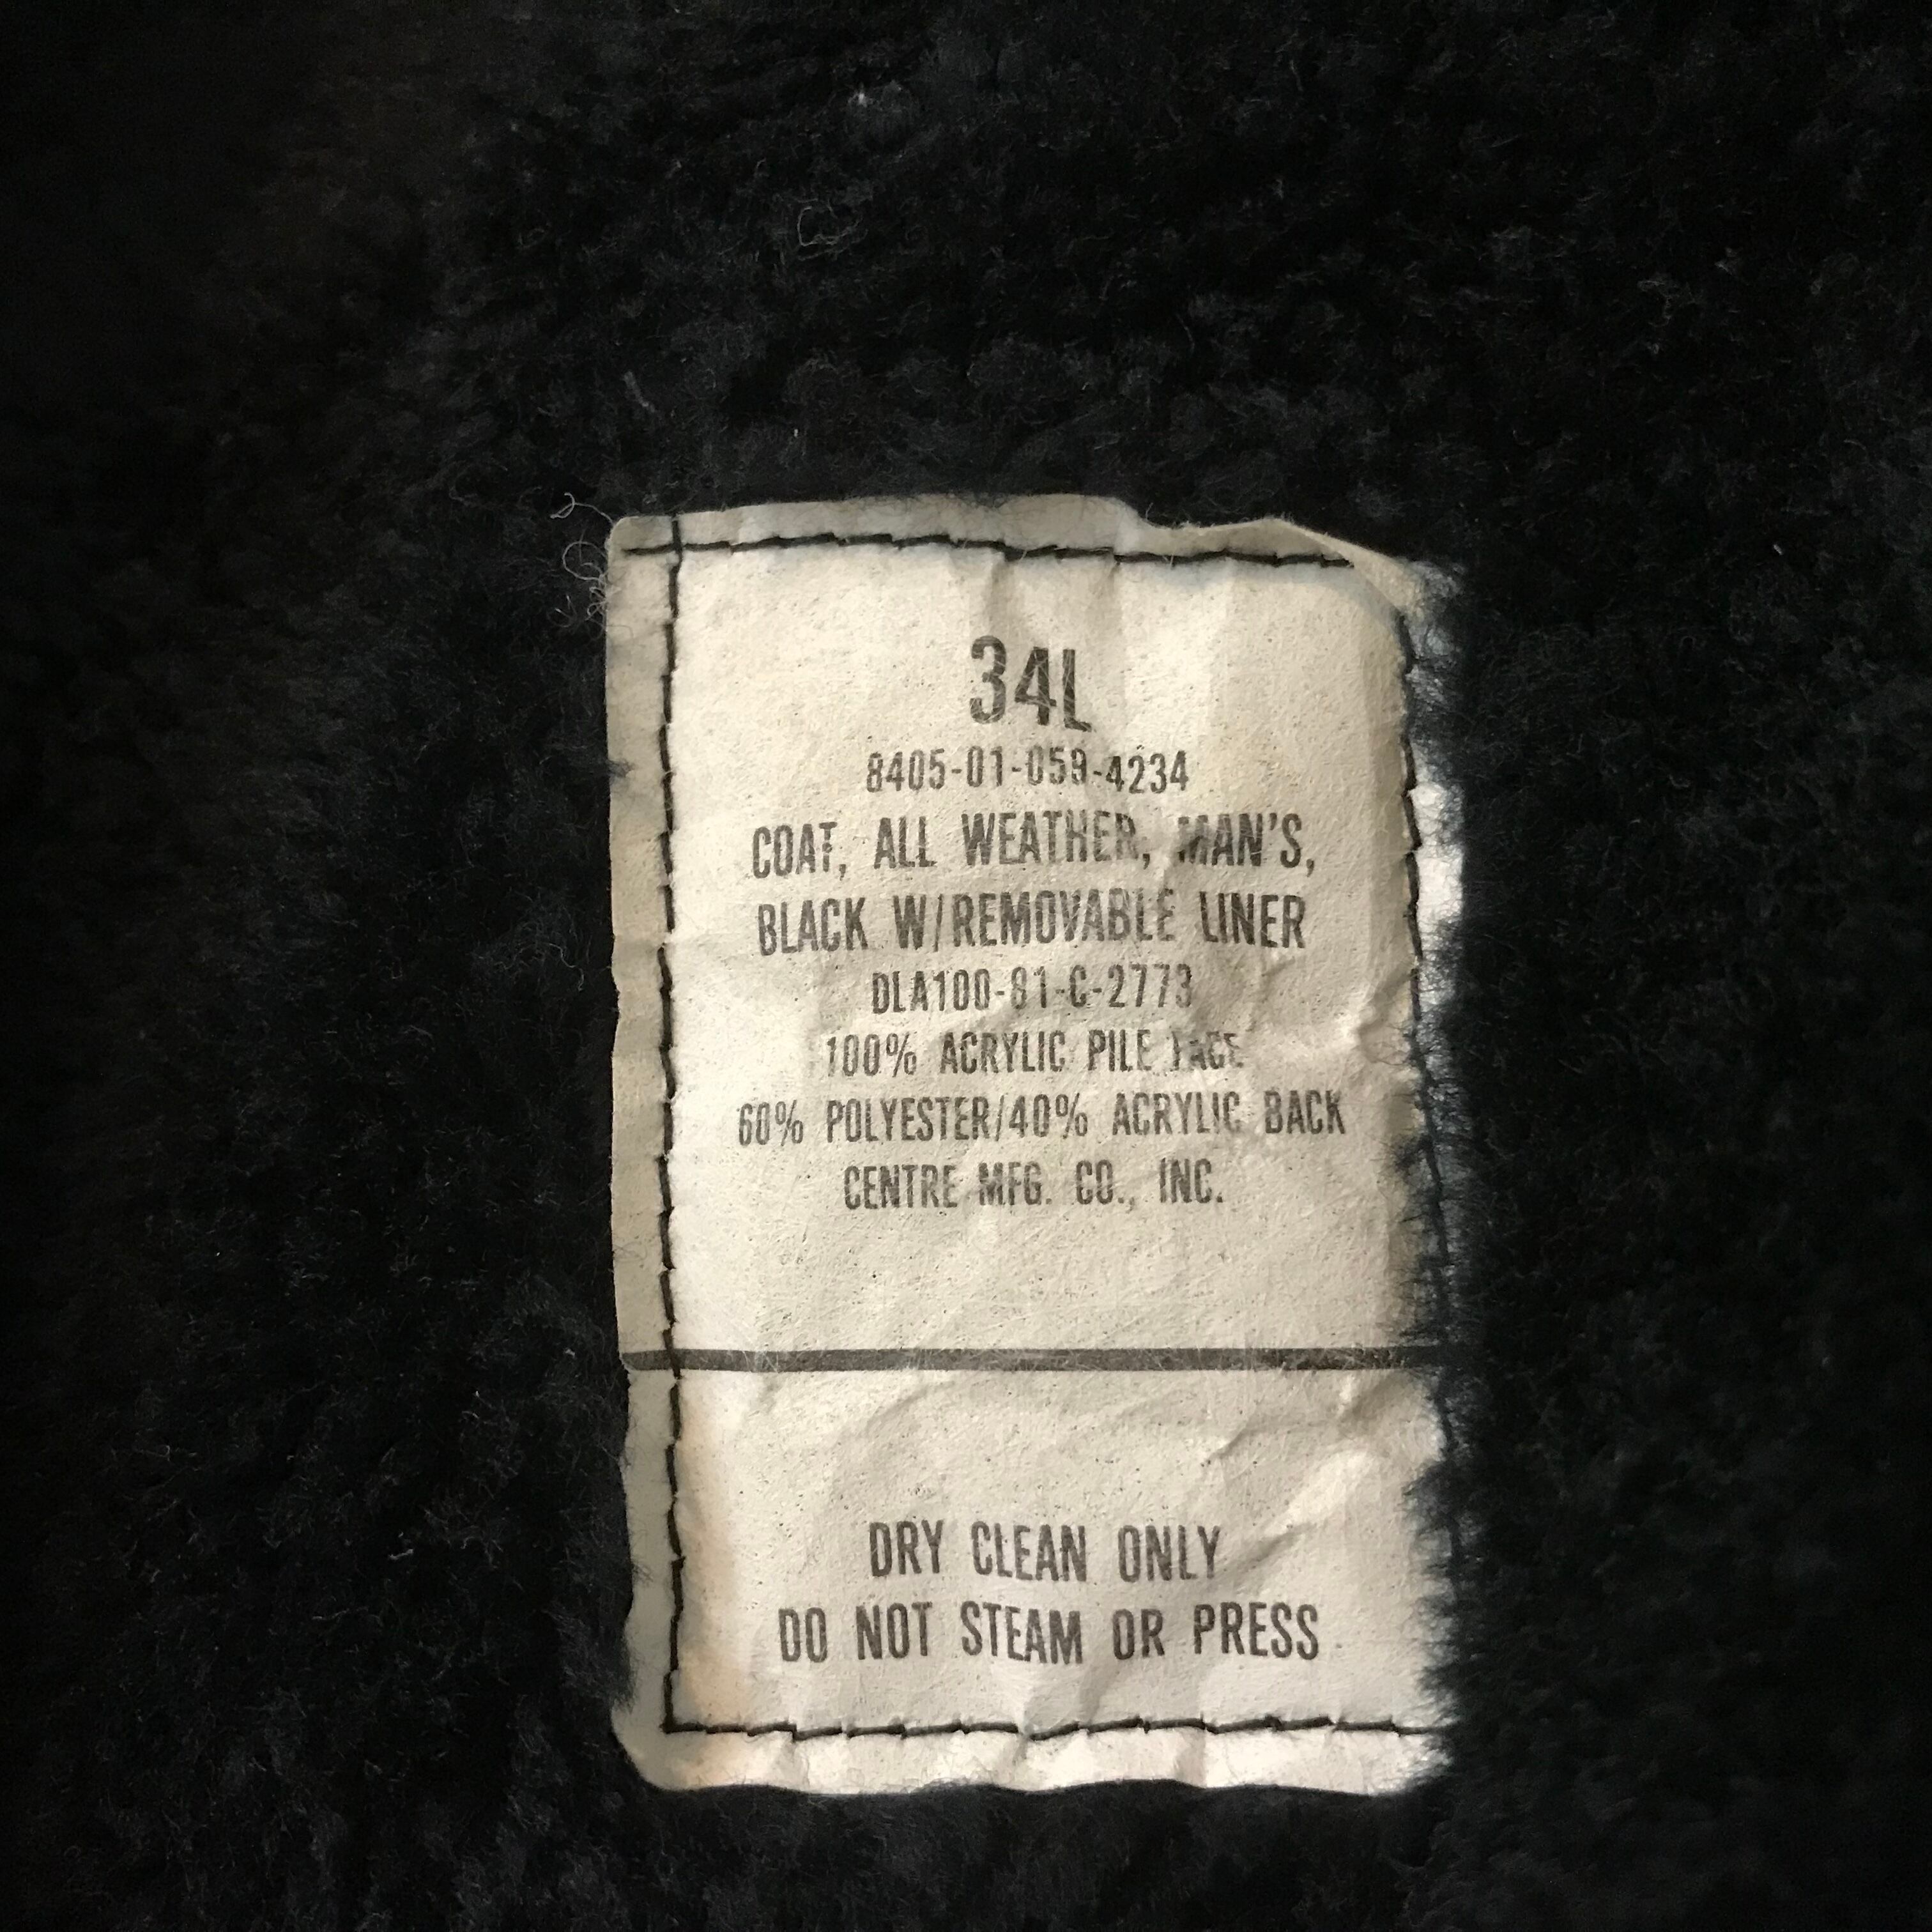 34L
8405-01-059-4234
COAT, ALL WEATHER, MAN'S,
BLACK W/REMOVABLE LINER
DLA100-81-C-2773
100% ACRYLIC PILE FACE
60% POLYESTER/40% ACRYLIC BACK
CENTRE MFG. CO., INC.
DRY CLEAN ONLY
DO NOT STEAM OR PRESS